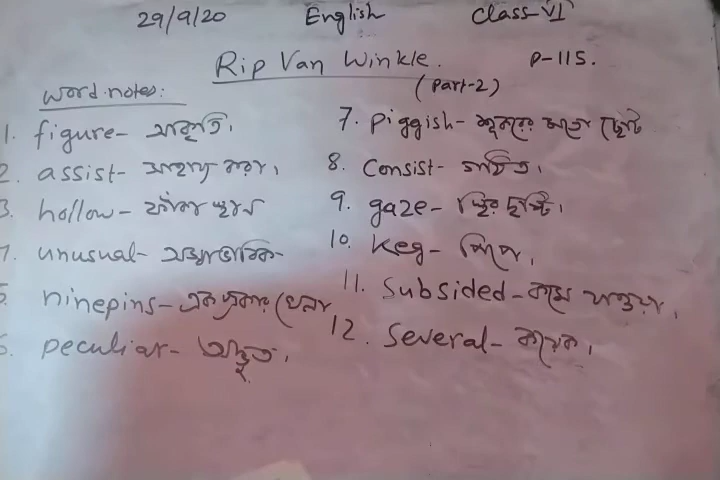 29/9/20 English Class-VI
Rip Van Winkle. P-115.
(Part-2)
Word notes:
1. figure- আকৃতি।
2. assist- সাহায্য করা।
3. hollow- ফাঁকা স্থান
unusual- অস্বাভাবিক-
5. ninepins- এক প্রকার খেলা
peculiar- অদ্ভুত।
7. Piggish- শূকরের মতো ছোট
8. Consist- গঠিত।
9. gaze- স্থির দৃষ্টি।
10. Keg- পিপে,
11. Subsided- কমে যাওয়া,
12. Several- কয়েক।